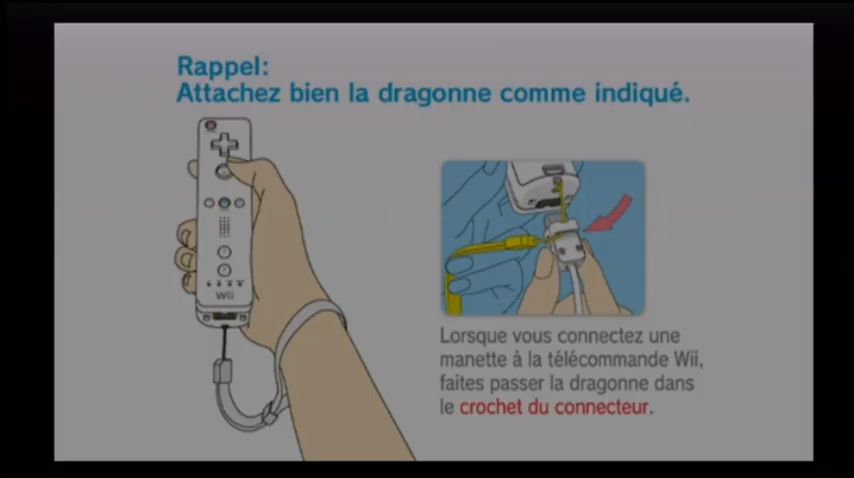 Rappel:
Attachez bien la dragonne comme indiqué.
Wii
Lorsque vous connectez une
manette à la télécommande Wii,
faites passer la dragonne dans
le crochet du connecteur.